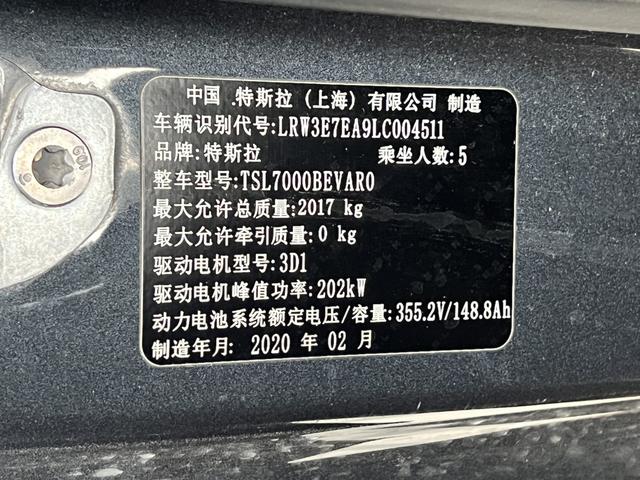 中国 .特斯拉 (上海) 有限公司 制造
车辆识别代号:LRW3E7EA9LC004511
品牌:特斯拉 乘坐人数:5
整车型号:TSL7000BEVAR0
最大允许总质量:2017 kg
最大允许牵引质量:0 kg
驱动电机型号:3D1
驱动电机峰值功率:202kW
动力电池系统额定电压/容量:355.2V/148.8Ah
制造年月: 2020 年 02 月